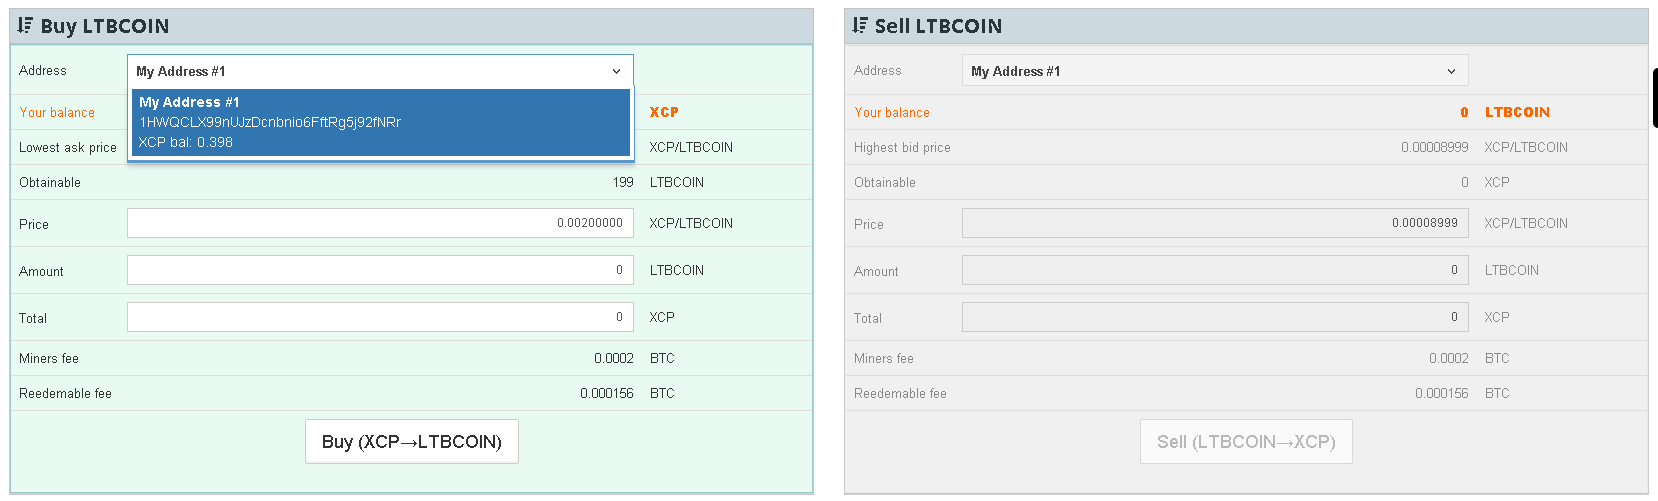 Buy LTBCOIN
Address My Address #1
My Address #1
1HWQCLX99nUJzDcnbnio6FftRg5j92fNRr
XCP bal: 0.398
Your balance XCP
Lowest ask price XCP/LTBCOIN
Obtainable 199 LTBCOIN
Price 0.00200000 XCP/LTBCOIN
Amount 0 LTBCOIN
Total 0 XCP
Miners fee 0.0002 BTC
Reedemable fee 0.000156 BTC
Buy (XCP→LTBCOIN)
Sell LTBCOIN
Address My Address #1
Your balance 0 LTBCOIN
Highest bid price 0.00008999 XCP/LTBCOIN
Obtainable 0 XCP
Price 0.00008999 XCP/LTBCOIN
Amount 0 LTBCOIN
Total 0 XCP
Miners fee 0.0002 BTC
Reedemable fee 0.000156 BTC
Sell (LTBCOIN→XCP)